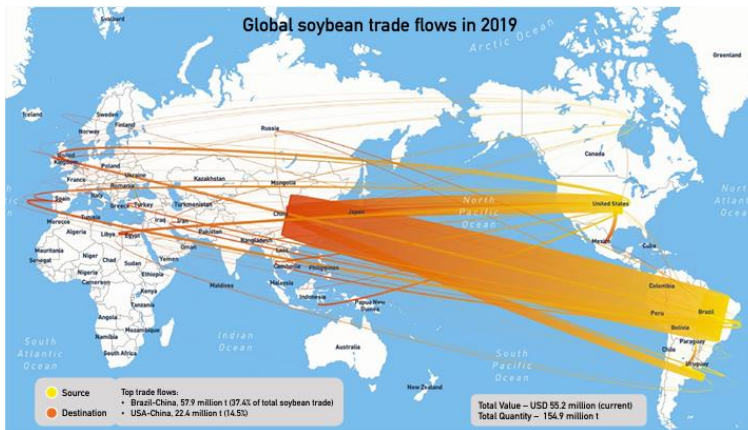 Global soybean trade flows in 2019
Svalbard
Arctic Ocean
Greenland
Iceland
Sweden
Finland
Norway
Russia
Canada
United
Kingdom
Poland
Ukraine
Kazakhstan
Mongolia
France
Romania
Spain
Italy
Greece
Turkey
Turkmenistan
China
Japan
North
Pacific
Ocean
United States
Morocco
Tunisia
Iraq
Iran
Algeria
Libya
Egypt
Pakistan
Bangladesh
Oman
Mexico
Cuba
Mauritania
Senegal
Niger
Chad
Sudan
Yemen
Laos
Cambodia
Philippines
Nigeria
Cameroon
Ethiopia
Kenya
Maldives
Malaysia
Indonesia
Papua New
Guinea
Colombia
Tanzania
Angola
Mozambique
Namibia
South Africa
Peru
Brazil
Bolivia
Paraguay
Chile
Uruguay
South
Atlantic
Ocean
Indian
Ocean
Australia
New Zealand
South
Pacific
Ocean
Source
Destination
Top trade flows:
• Brazil-China, 57.9 million t (37.4% of total soybean trade)
• USA-China, 22.4 million t (14.5%)
Total Value – USD 55.2 million (current)
Total Quantity – 154.9 million t